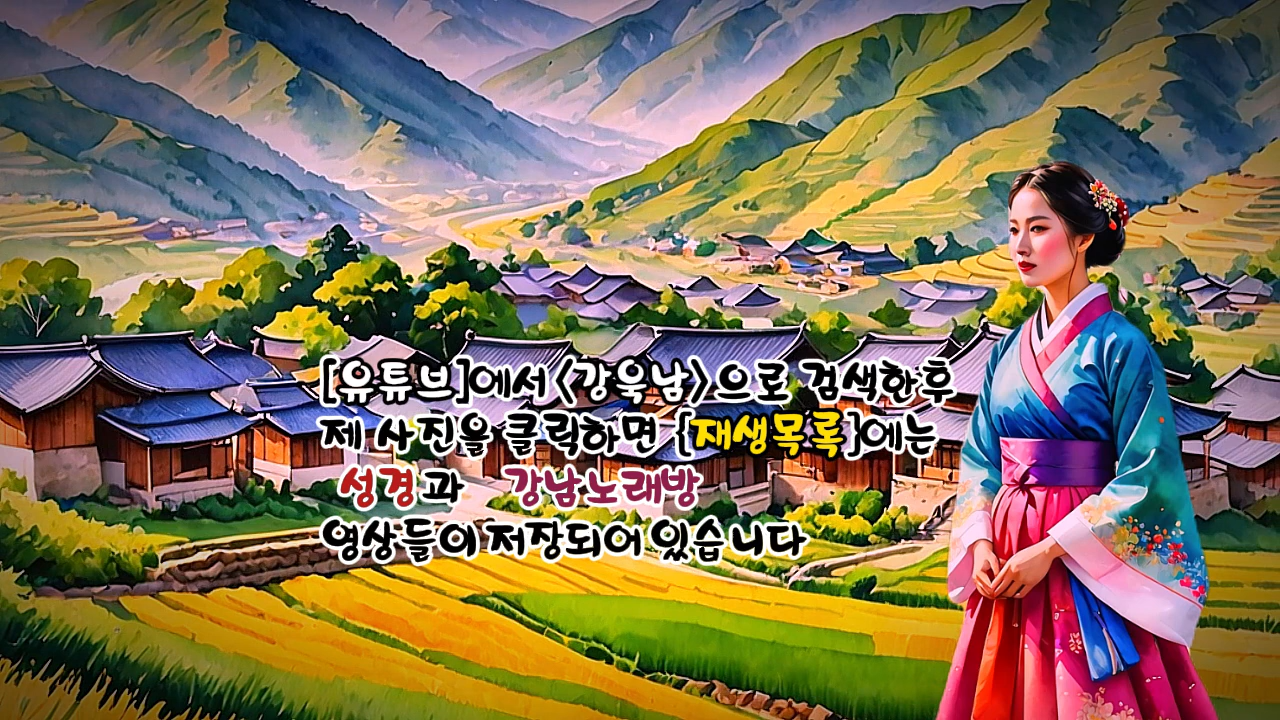 [유튜브]에서 <강욱남>으로 검색한후
제 사진을 클릭하면 {재생목록}에는
성경과 강남노래방
영상들이 저장되어 있습니다